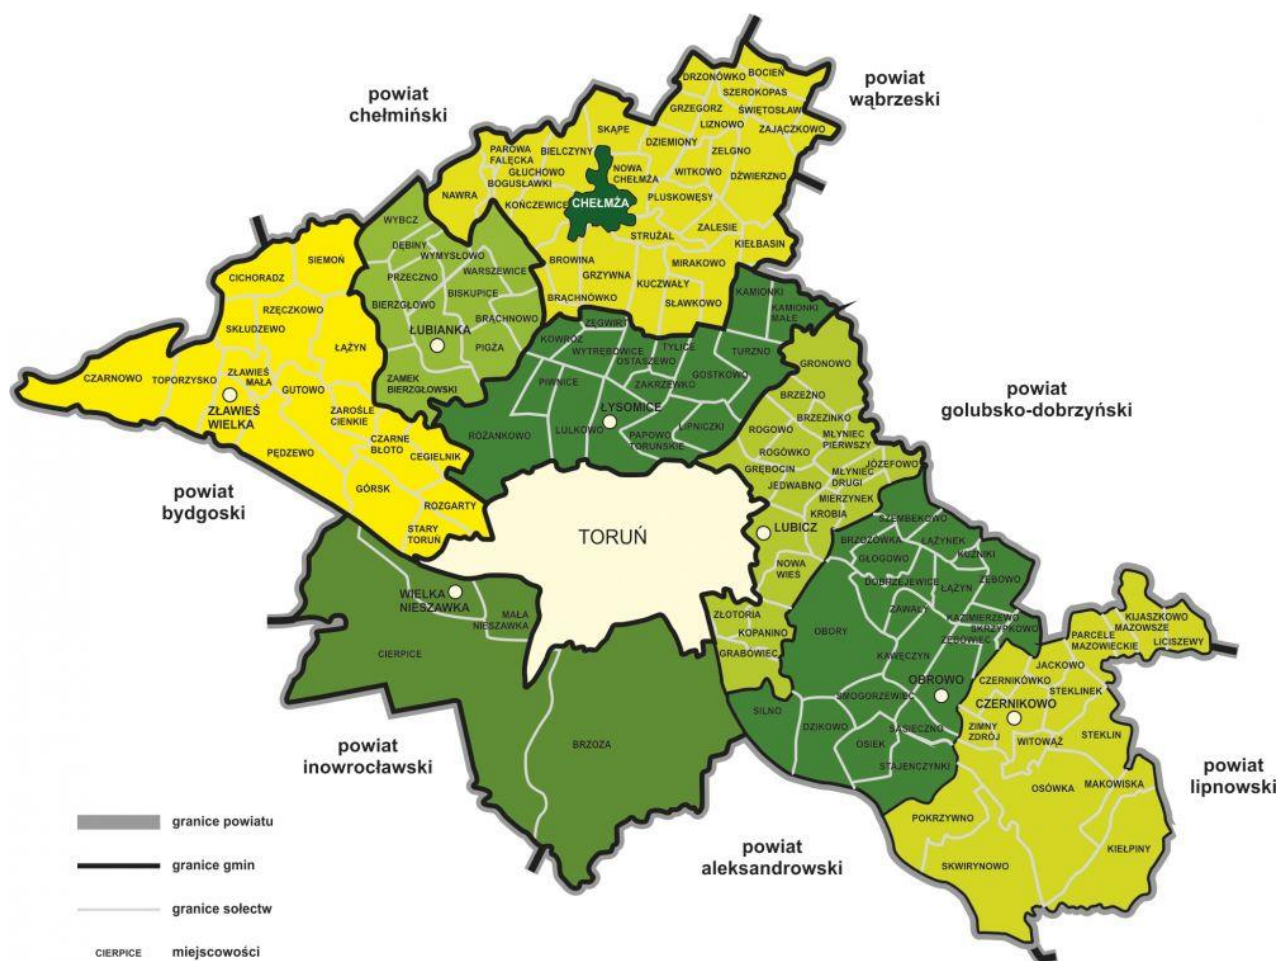 powiat
chełmiński
powiat
wąbrzeski
DRZONÓWKO
BOCIEŃ
SZEROKOPAS
GRZEGORZ
ŚWIĘTOSŁAW
LIZNOWO
ZAJĄCZKOWO
SKĄPE
DZIEMIONY
ZELGNO
PAROWA
FALĘCKA
BIELCZYNY
GŁUCHOWO
BOGUSŁAWKI
NOWA
CHEŁMŻA
WITKOWO
DŹWIERZNO
NAWRA
KOŃCZEWICE
CHEŁMŻA
PLUSKOWĘSY
ZALESIE
STRUŻAL
KIEŁBASIN
MIRAKOWO
BROWINA
GRZYWNA
KUCZWAŁY
BRĄCHNÓWKO
SŁAWKOWO
WYBCZ
DĘBINY
WYMYSŁOWO
PRZECZNO
WARSZEWICE
BISKUPICE
BIERZGŁOWO
BRĄCHNOWO
ŁUBIANKA
PIGŻA
ZAMEK
BIERZGŁOWSKI
SIEMOŃ
CICHORADZ
RZĘCZKOWO
SKŁUDZEWO
ŁĄŻYN
CZARNOWO
TOPORZYSKO
ZŁAWIEŚ
MAŁA
GUTOWO
ZŁAWIEŚ
WIELKA
ZAROŚLE
CIENKIE
CZARNE
BŁOTO
CEGIELNIK
PĘDZEWO
GÓRSK
ROZGARTY
STARY
TORUŃ
KAMIONKI
KAMIONKI
MAŁE
ZĘGWIRT
KOWRÓZ
WYTRĘBOWICE
OSTASZEWO
TYLICE
TURZNO
GOSTKOWO
PIWNICE
ZAKRZEWKO
ŁYSOMICE
LIPNICZKI
RÓŻANKOWO
LULKOWO
PAPOWO
TORUŃSKIE
GRONOWO
BRZEŹNO
BRZEZINKO
ROGOWO
MŁYNIEC
PIERWSZY
ROGÓWKO
GRĘBOCIN
JÓZEFOWO
MŁYNIEC
DRUGI
JEDWABNO
MIERZYNEK
KROBIA
LUBICZ
NOWA
WIEŚ
ZŁOTORIA
KOPANINO
GRABOWIEC
powiat
golubsko-dobrzyński
powiat
bydgoski
TORUŃ
WIELKA
NIESZAWKA
MAŁA
NIESZAWKA
CIERPICE
BRZOZA
SZEMBEKOWO
BRZOZÓWKA
ŁĄŻYNEK
GŁOGOWO
KUŹNIKI
DOBRZEJEWICE
ŁĄŻYN
ZĘBOWO
ZAWAŁY
KAZIMIERZEWO
SKRZYPKOWO
OBORY
ZĘBÓWIEC
KAWĘCZYN
OBROWO
SMOGORZEWIEC
SILNO
DZIKOWO
SĄSIECZNO
OSIEK
STAJENCZYNKI
KIJASZKOWO
MAZOWSZE
PARCELE
MAZOWIECKIE
LICISZEWY
JACKOWO
CZERNIKÓWKO
STEKLINEK
CZERNIKOWO
ZIMNY
ZDRÓJ
WITOWĄŻ
STEKLIN
OSÓWKA
MAKOWISKA
POKRZYWNO
KIEŁPINY
SKWIRYNOWO
powiat
inowrocławski
powiat
lipnowski
powiat
aleksandrowski
granice powiatu
granice gmin
granice sołectw
CIERPICE miejscowości